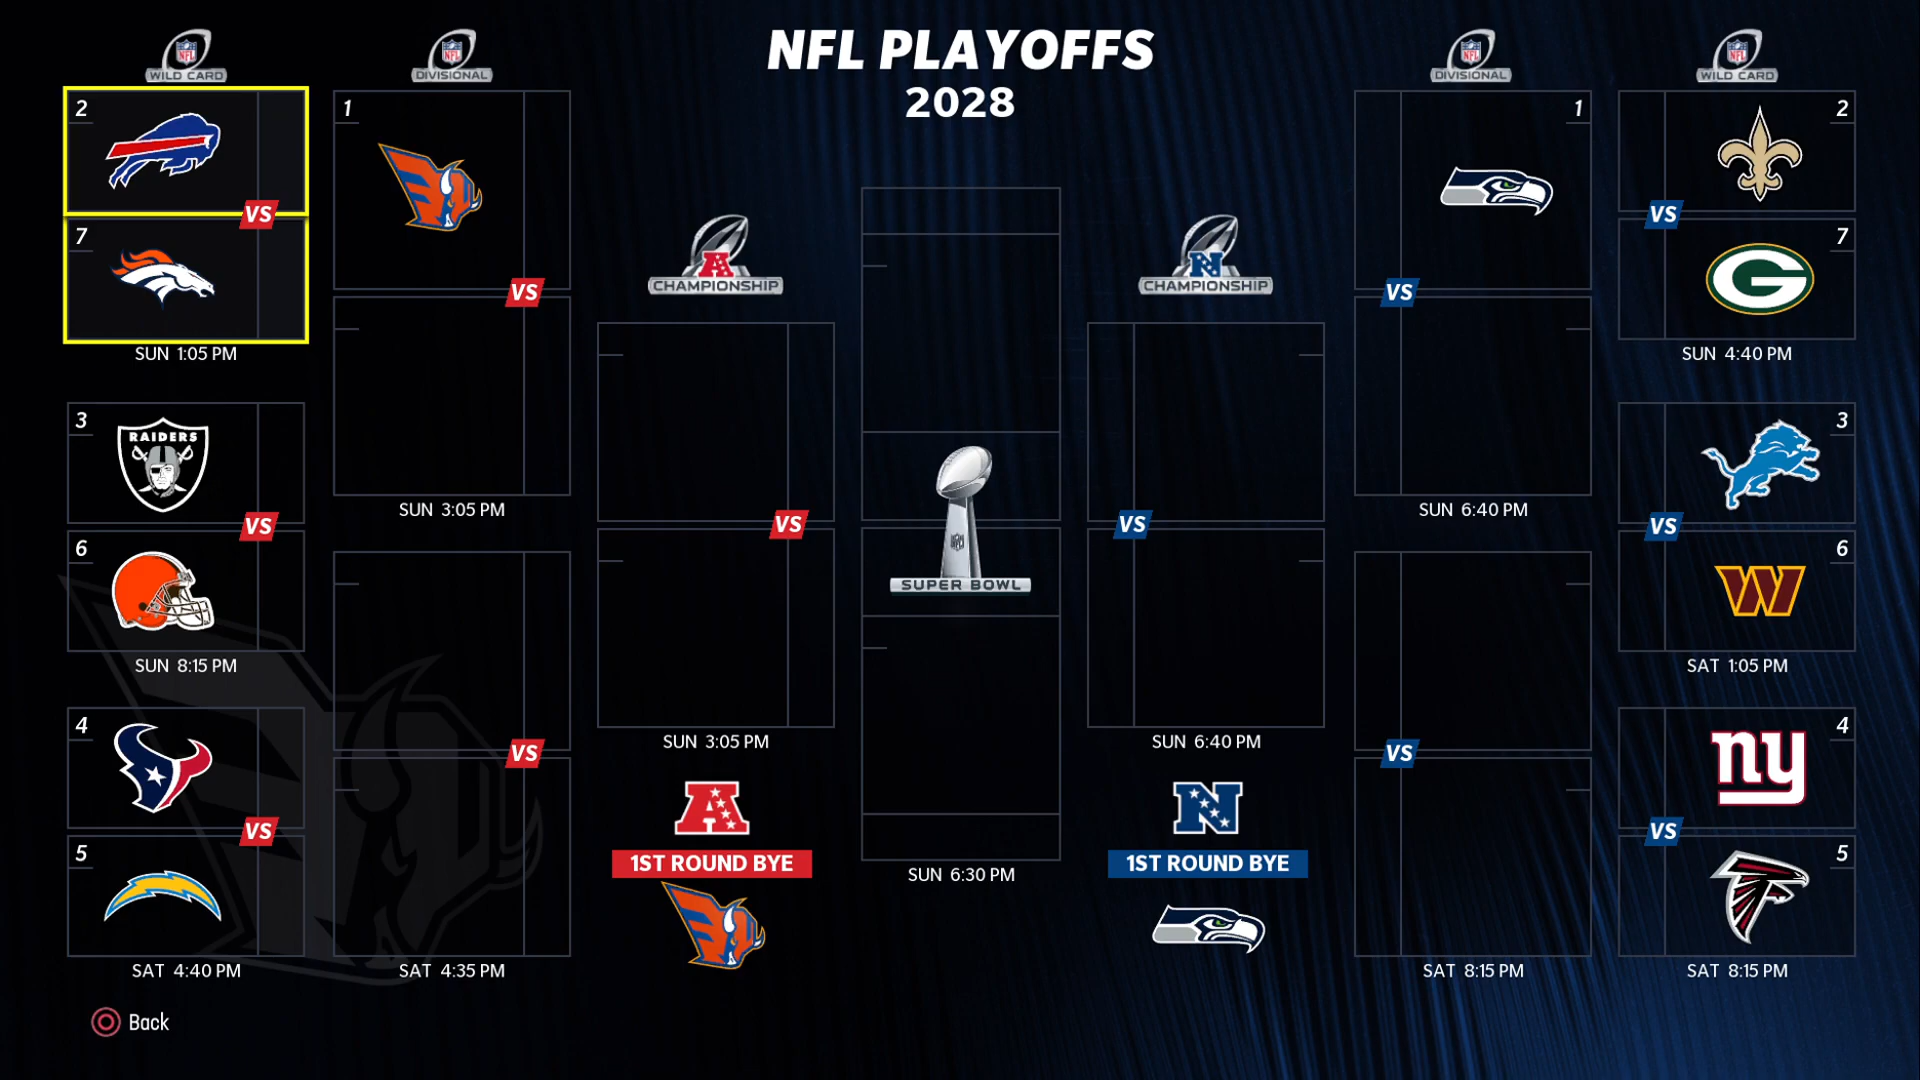 NFL PLAYOFFS
2028
NFL
WILD CARD
2
VS
7
SUN 1:05 PM
3
RAIDERS
VS
6
SUN 8:15 PM
4
VS
5
SAT 4:40 PM
NFL
DIVISIONAL
1
VS
SUN 3:05 PM
VS
SAT 4:35 PM
A
CHAMPIONSHIP
VS
SUN 3:05 PM
A
1ST ROUND BYE
NFL
SUPER BOWL
SUN 6:30 PM
N
CHAMPIONSHIP
VS
SUN 6:40 PM
N
1ST ROUND BYE
NFL
DIVISIONAL
1
VS
SUN 6:40 PM
VS
SAT 8:15 PM
NFL
WILD CARD
2
VS
7
G
SUN 4:40 PM
3
VS
6
W
SAT 1:05 PM
4
ny
VS
5
SAT 8:15 PM
Back